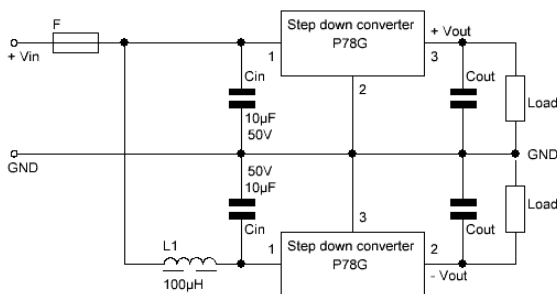 F
Step down converter
P78G
+ Vout
+ Vin
1
3
Cin
2
Cout
Load
10µF
50V
GND
GND
50V
10µF
3
Cin
Cout
Load
L1
1
Step down converter
P78G
2
- Vout
100µH